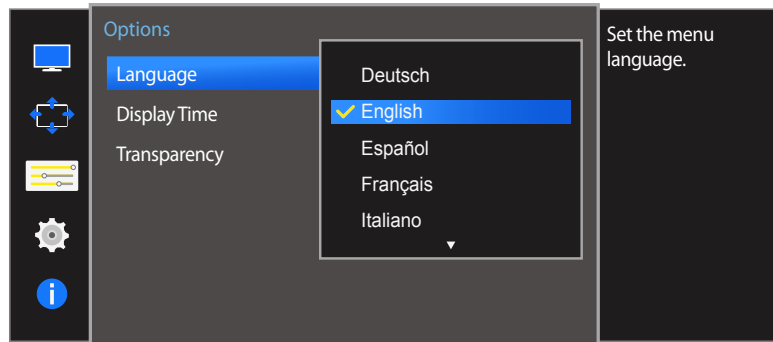 Options
Language
Display Time
Transparency
Deutsch
English
Español
Français
Italiano
Set the menu
language.